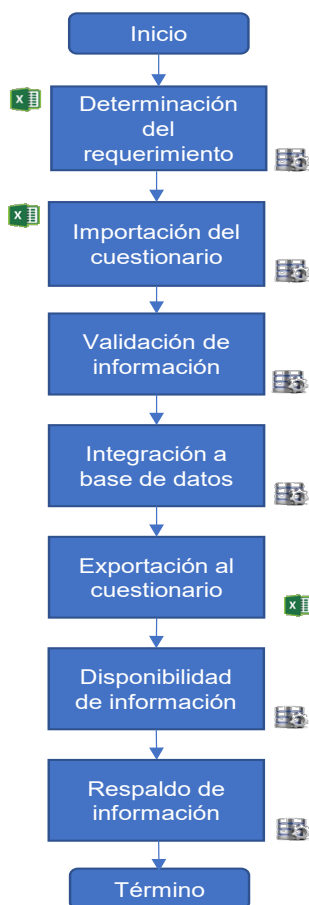 Inicio
Determinación
del
requerimiento
Importación del
cuestionario
Validación de
información
Integración a
base de datos
Exportación al
cuestionario
Disponibilidad
de información
Respaldo de
información
Término